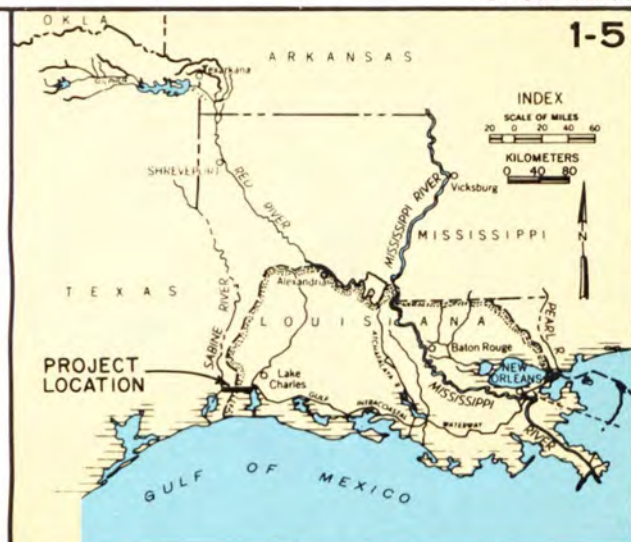 OKLA
ARKANSAS
1-5
Texarkana
INDEX
SCALE OF MILES
20 0 20 40 60
KILOMETERS
0 40 80
SHREVEPORT
RED RIVER
MISSISSIPPI RIVER
Vicksburg
MISSISSIPPI
N
Alexandria
TEXAS
SABINE RIVER
LOUISIANA
PEARL R.
ATCHAFALAYA R.
Baton Rouge
PROJECT
LOCATION
Lake
Charles
NEW
ORLEANS
MISSISSIPPI RIVER
GULF INTRACOASTAL WATERWAY
GULF OF MEXICO